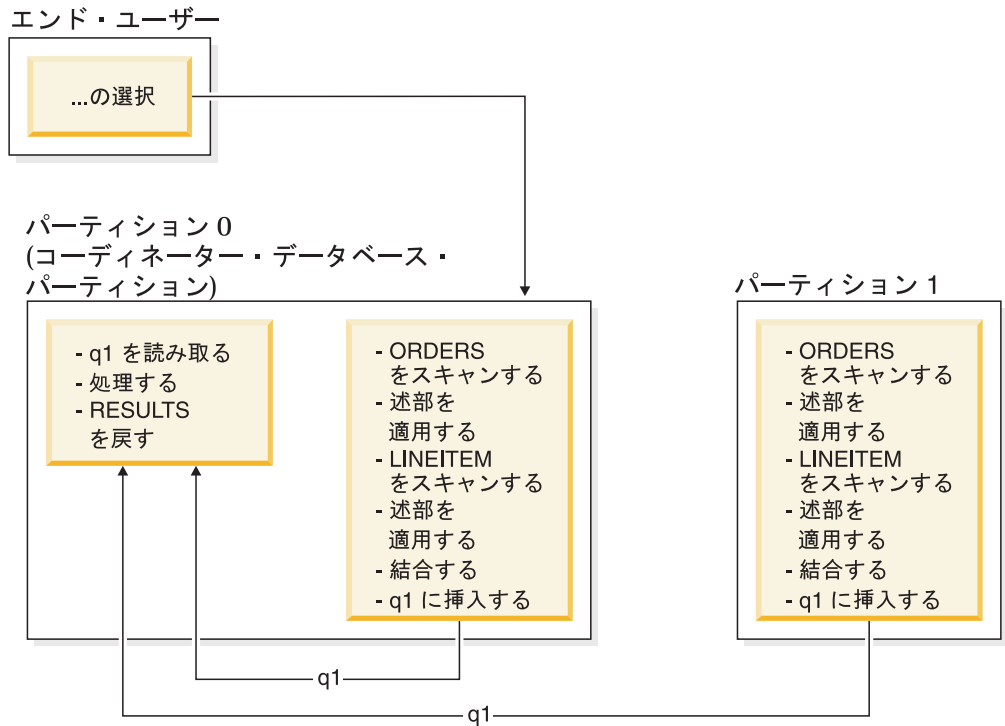 エンド・ユーザー
...の選択
パーティション 0
(コーディネーター・データベース・
パーティション)
- q1 を読み取る
- 処理する
- RESULTS
を戻す
- ORDERS
をスキャンする
- 述部を
適用する
- LINEITEM
をスキャンする
- 述部を
適用する
- 結合する
- q1 に挿入する
パーティション 1
- ORDERS
をスキャンする
- 述部を
適用する
- LINEITEM
をスキャンする
- 述部を
適用する
- 結合する
- q1 に挿入する
q1
q1